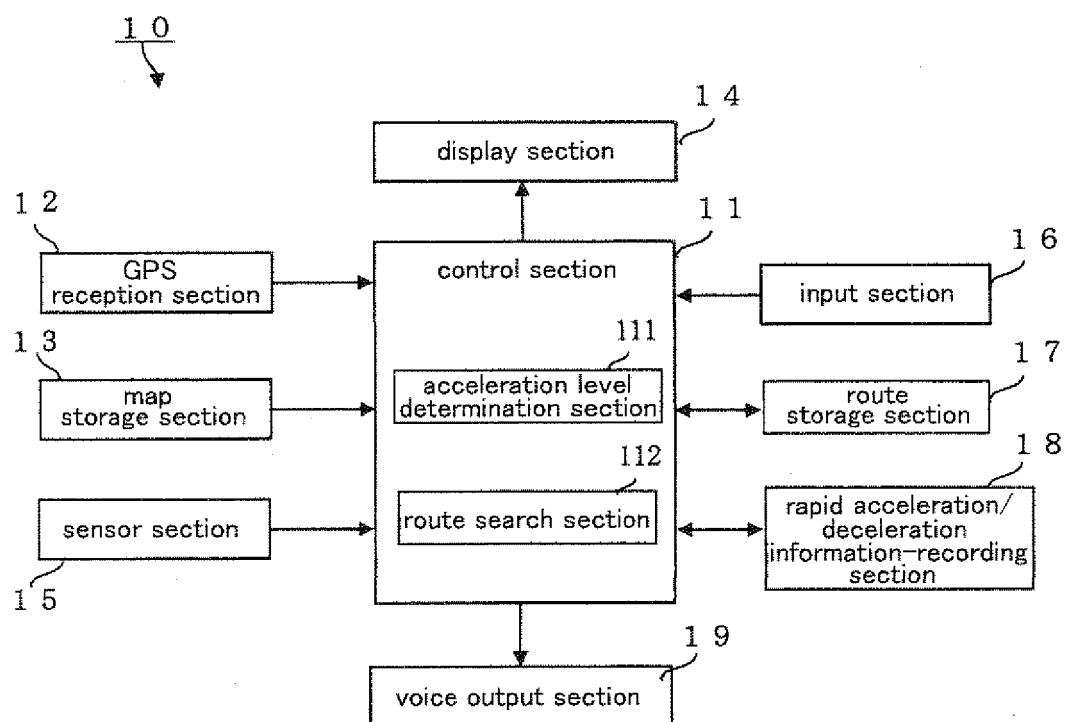 10
14
display section
12
GPS
reception section
11
control section
16
input section
13
map
storage section
111
acceleration level
determination section
17
route
storage section
112
route search section
18
rapid acceleration/
deceleration
information-recording
section
sensor section
15
19
voice output section